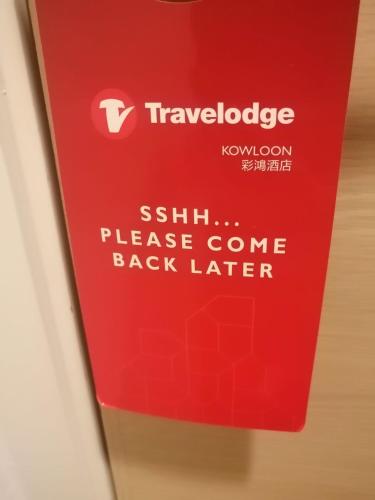 Travelodge
KOWLOON
彩鴻酒店
SSHH...
PLEASE COME
BACK LATER